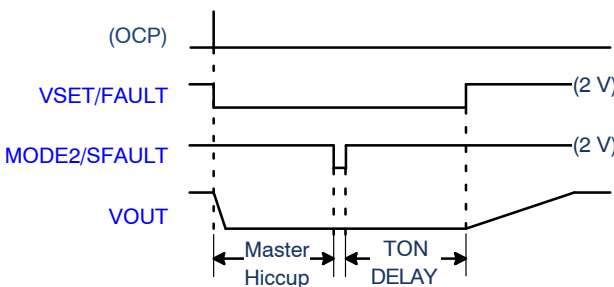 (OCP)
VSET/FAULT
(2 V)
MODE2/SFAULT
(2 V)
VOUT
Master
Hiccup
TON
DELAY